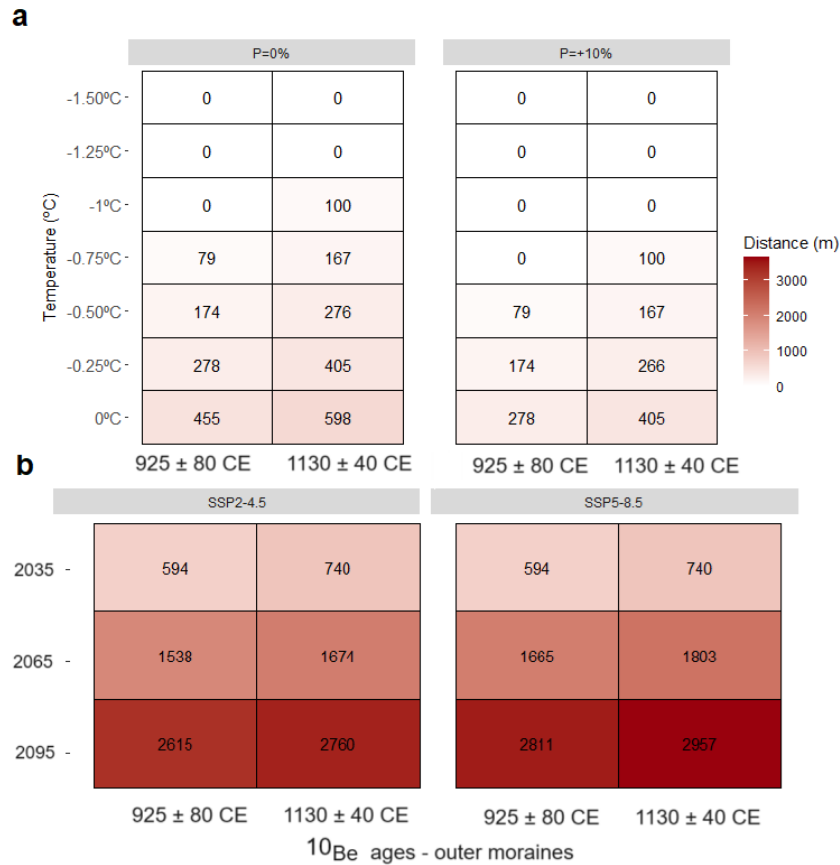 a
P=0% P=+10%
-1.50ºC 0 0 0 0
-1.25ºC 0 0 0 0
-1ºC 0 100 0 0
-0.75ºC 79 167 0 100
-0.50ºC 174 276 79 167
-0.25ºC 278 405 174 266
0ºC 455 598 278 405
Temperature (ºC)
925 ± 80 CE 1130 ± 40 CE 925 ± 80 CE 1130 ± 40 CE
Distance (m)
3000
2000
1000
0
b
SSP2-4.5 SSP5-8.5
2035 594 740 594 740
2065 1538 1674 1665 1803
2095 2615 2760 2811 2957
925 ± 80 CE 1130 ± 40 CE 925 ± 80 CE 1130 ± 40 CE
10Be ages - outer moraines